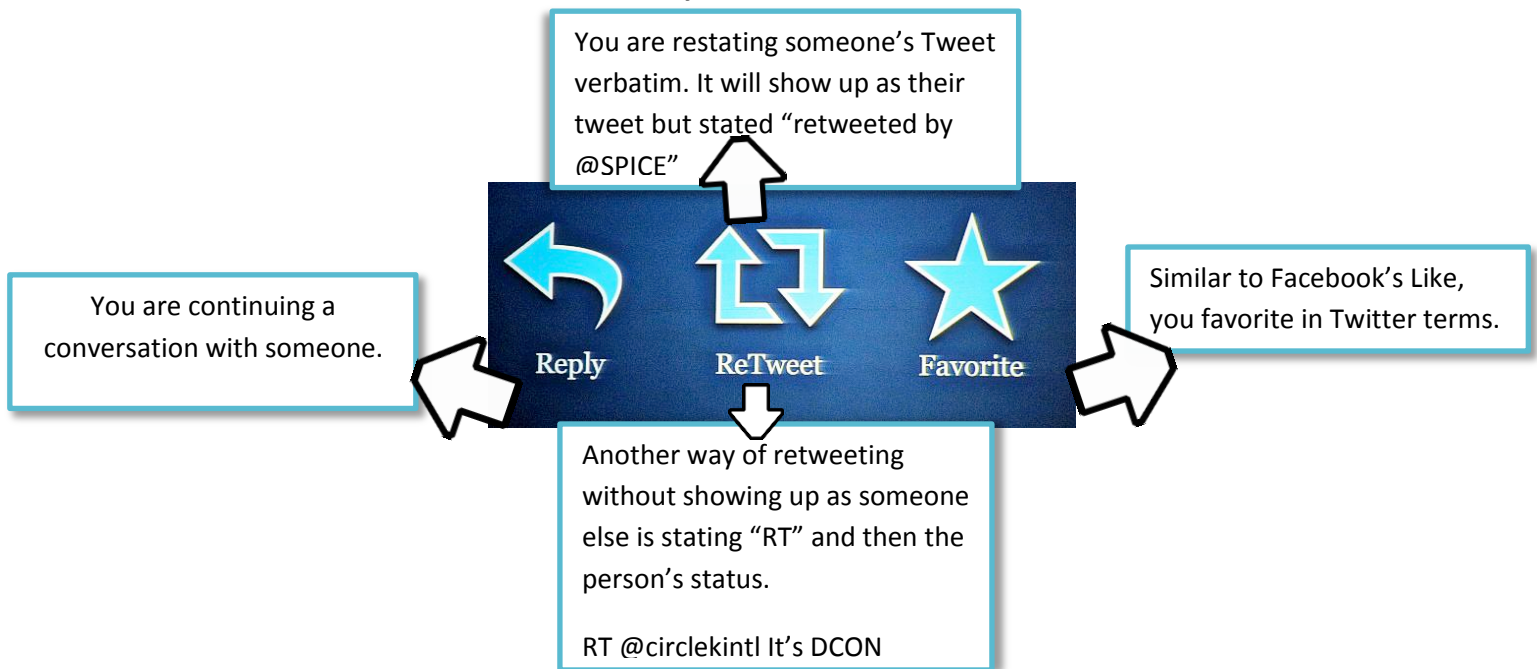 You are restating someone’s Tweet
verbatim. It will show up as their
tweet but stated “retweeted by
@SPICE”
You are continuing a
conversation with someone.
Reply
ReTweet
Favorite
Similar to Facebook’s Like,
you favorite in Twitter terms.
Another way of retweeting
without showing up as someone
else is stating “RT” and then the
person’s status.
RT @circlekintl It’s DCON